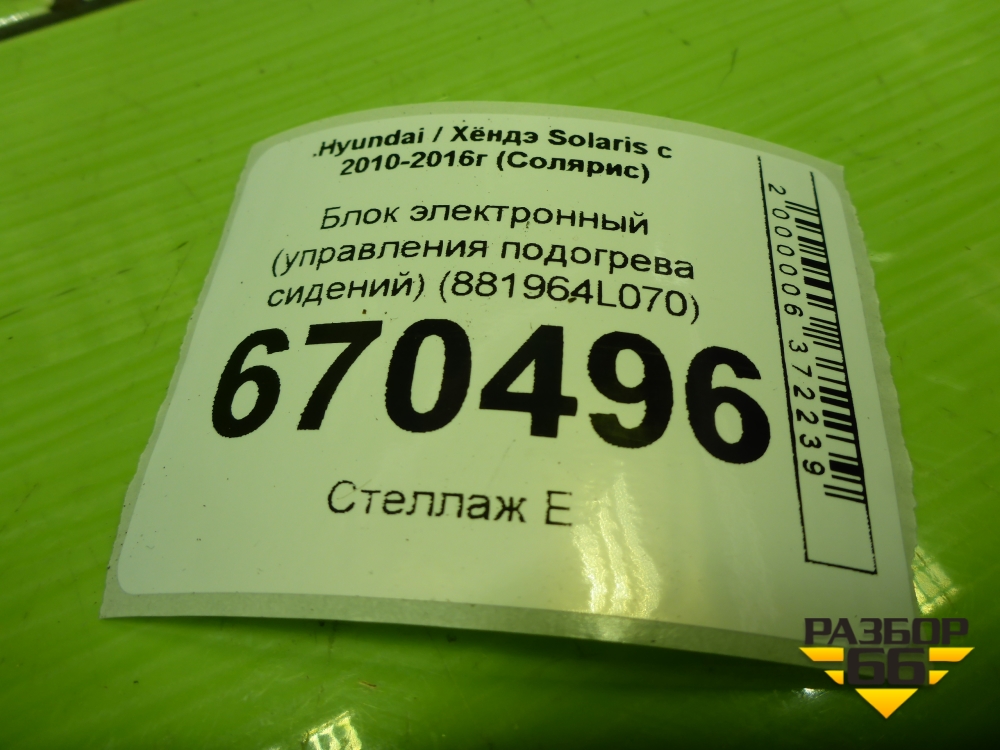 .Hyundai / Хёндэ Solaris с
2010-2016г (Солярис)
Блок электронный
(управления подогрева
сидений) (881964L070)
670496
Стеллаж Е
2000006372239
РАЗБОР
66